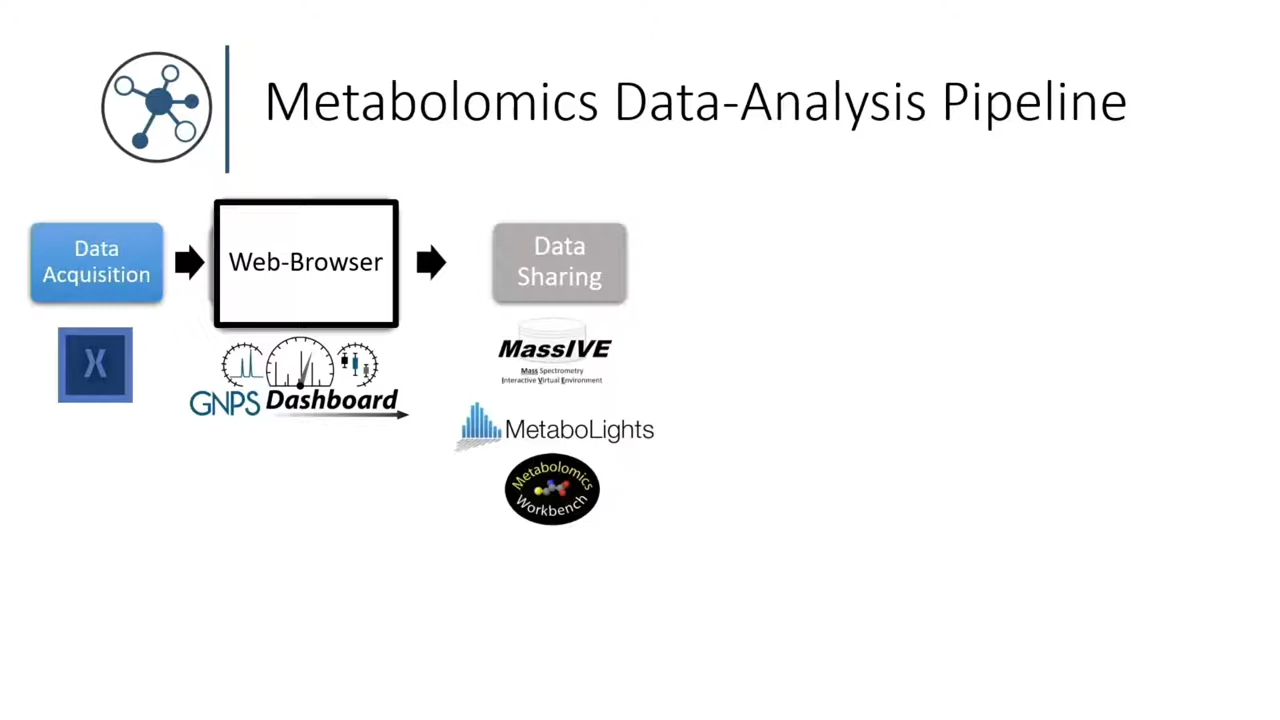 Metabolomics Data-Analysis Pipeline
Data
Acquisition
Web-Browser
Data
Sharing
X
GNPS Dashboard
MassIVE
Mass Spectrometry
Interactive Virtual Environment
MetaboLights
Metabolomics
Workbench